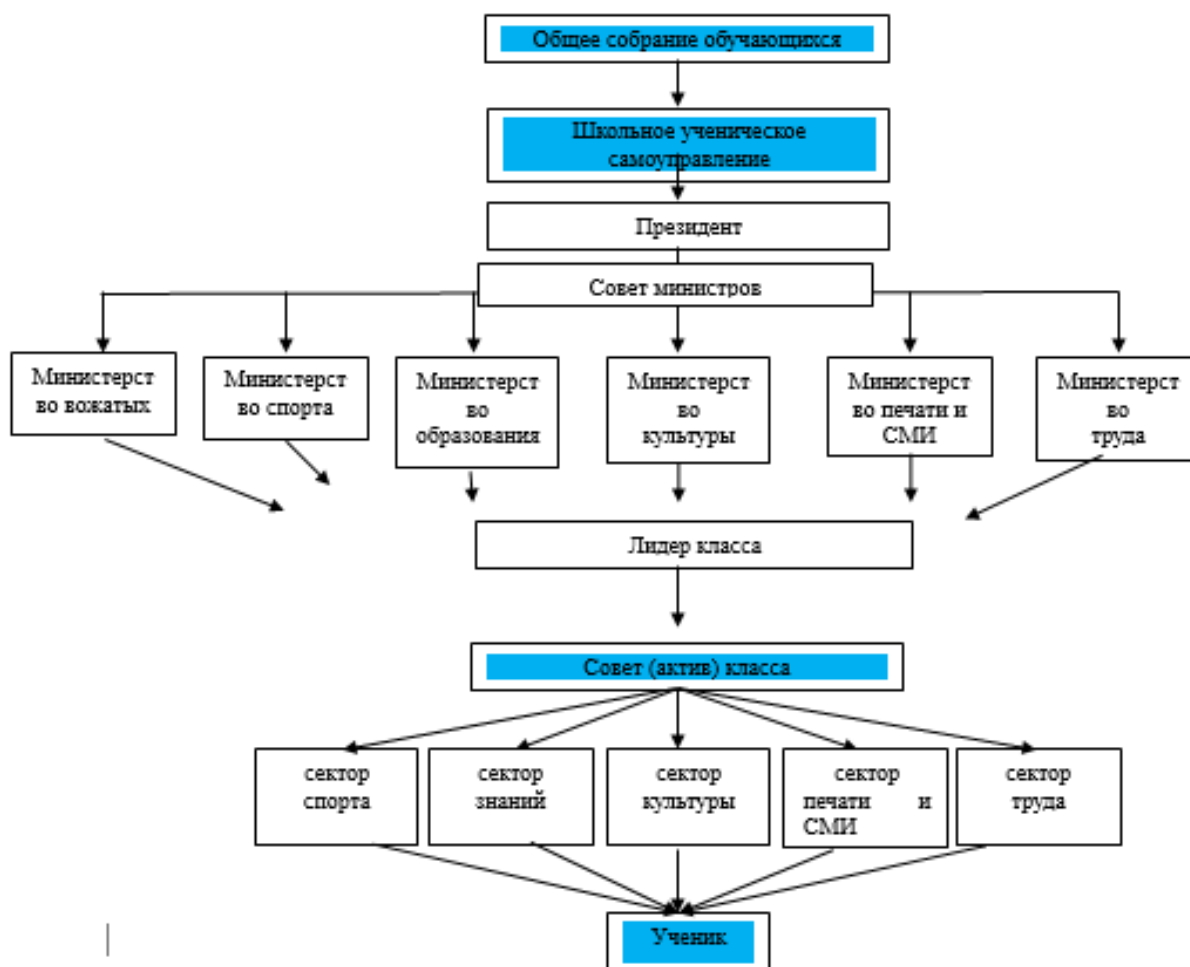 Общее собрание обучающихся
Школьное ученическое
самоуправление
Президент
Совет министров
Министерст
во вожатых
Министерст
во спорта
Министерст
во
образования
Министерст
во
культуры
Министерст
во печати и
СМИ
Министерст
во
труда
Лидер класса
Совет (актив) класса
сектор
спорта
сектор
знаний
сектор
культуры
сектор
печати и
СМИ
сектор
труда
Ученик